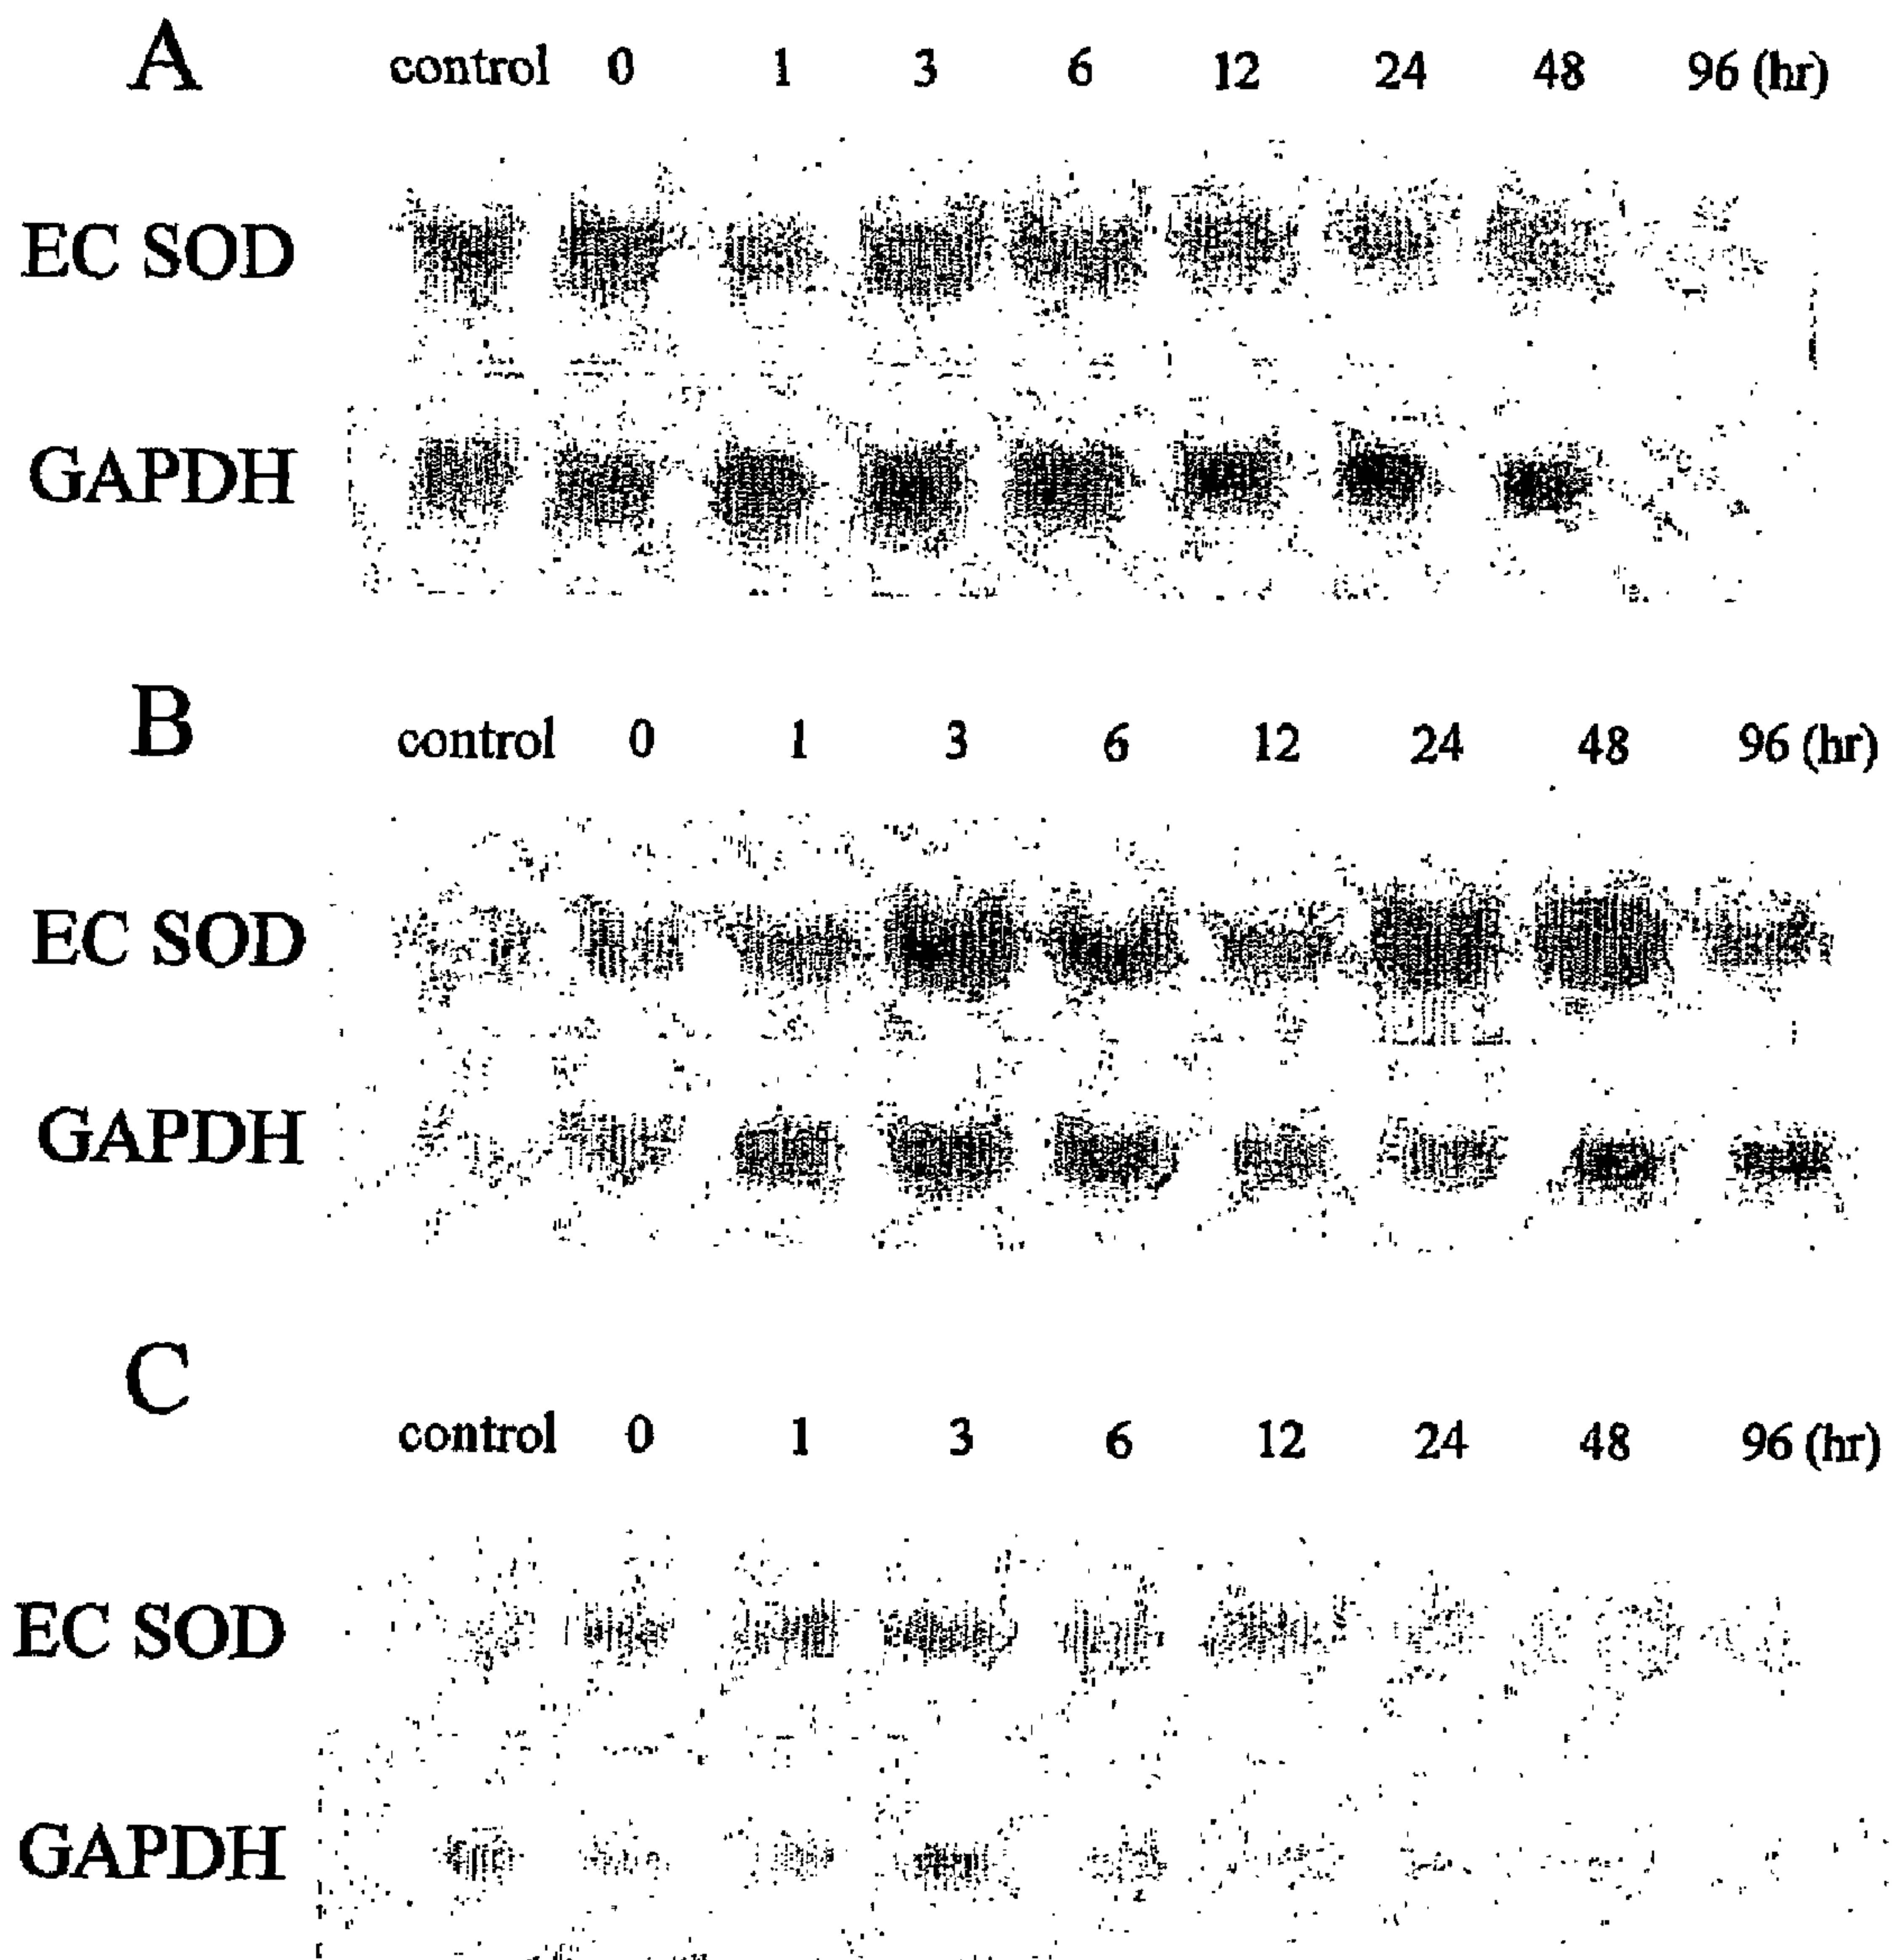 A
control 0 1 3 6 12 24 48 96 (hr)
EC SOD
GAPDH
B
control 0 1 3 6 12 24 48 96 (hr)
EC SOD
GAPDH
C
control 0 1 3 6 12 24 48 96 (hr)
EC SOD
GAPDH